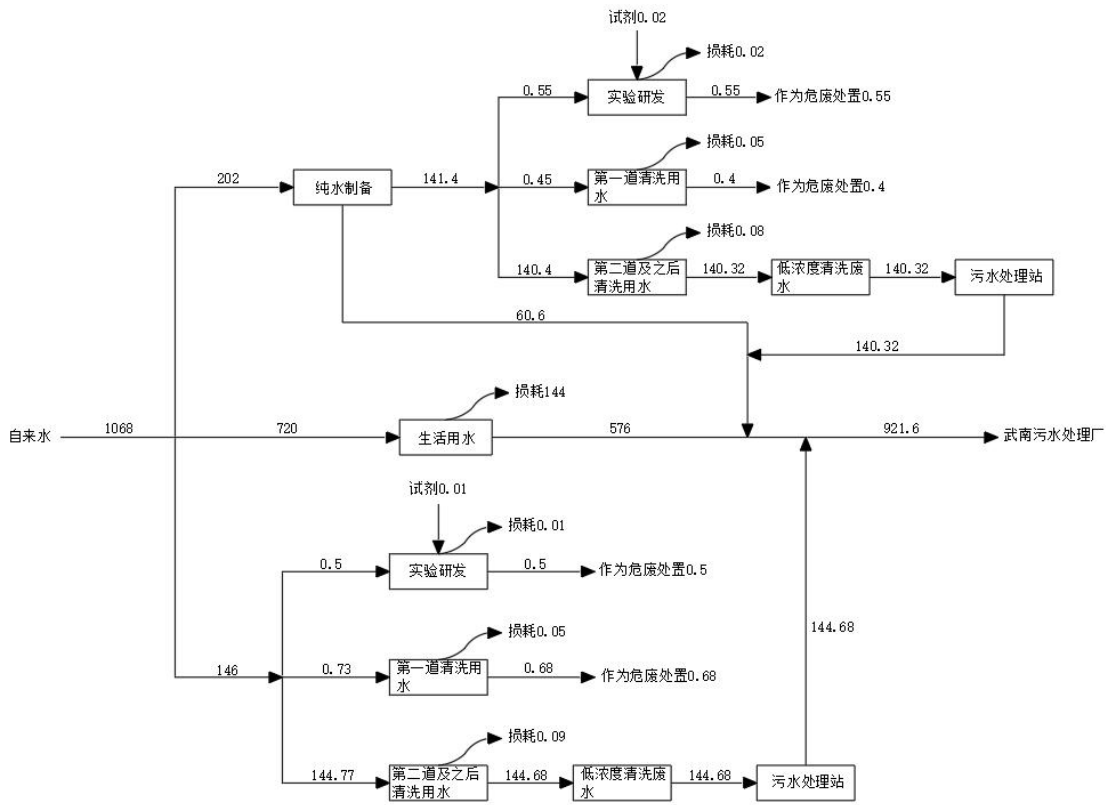 试剂0.02
损耗0.02
0.55
实验研发
0.55
作为危废处置0.55
损耗0.05
202
纯水制备
141.4
0.45
第一道清洗用
水
0.4
作为危废处置0.4
损耗0.08
140.4
第二道及之后
清洗用水
140.32
低浓度清洗废
水
140.32
污水处理站
60.6
140.32
损耗144
自来水
1068
720
生活用水
576
921.6
武南污水处理厂
试剂0.01
损耗0.01
0.5
实验研发
0.5
作为危废处置0.5
144.68
损耗0.05
146
0.73
第一道清洗用
水
0.68
作为危废处置0.68
损耗0.09
144.77
第二道及之后
清洗用水
144.68
低浓度清洗废
水
144.68
污水处理站